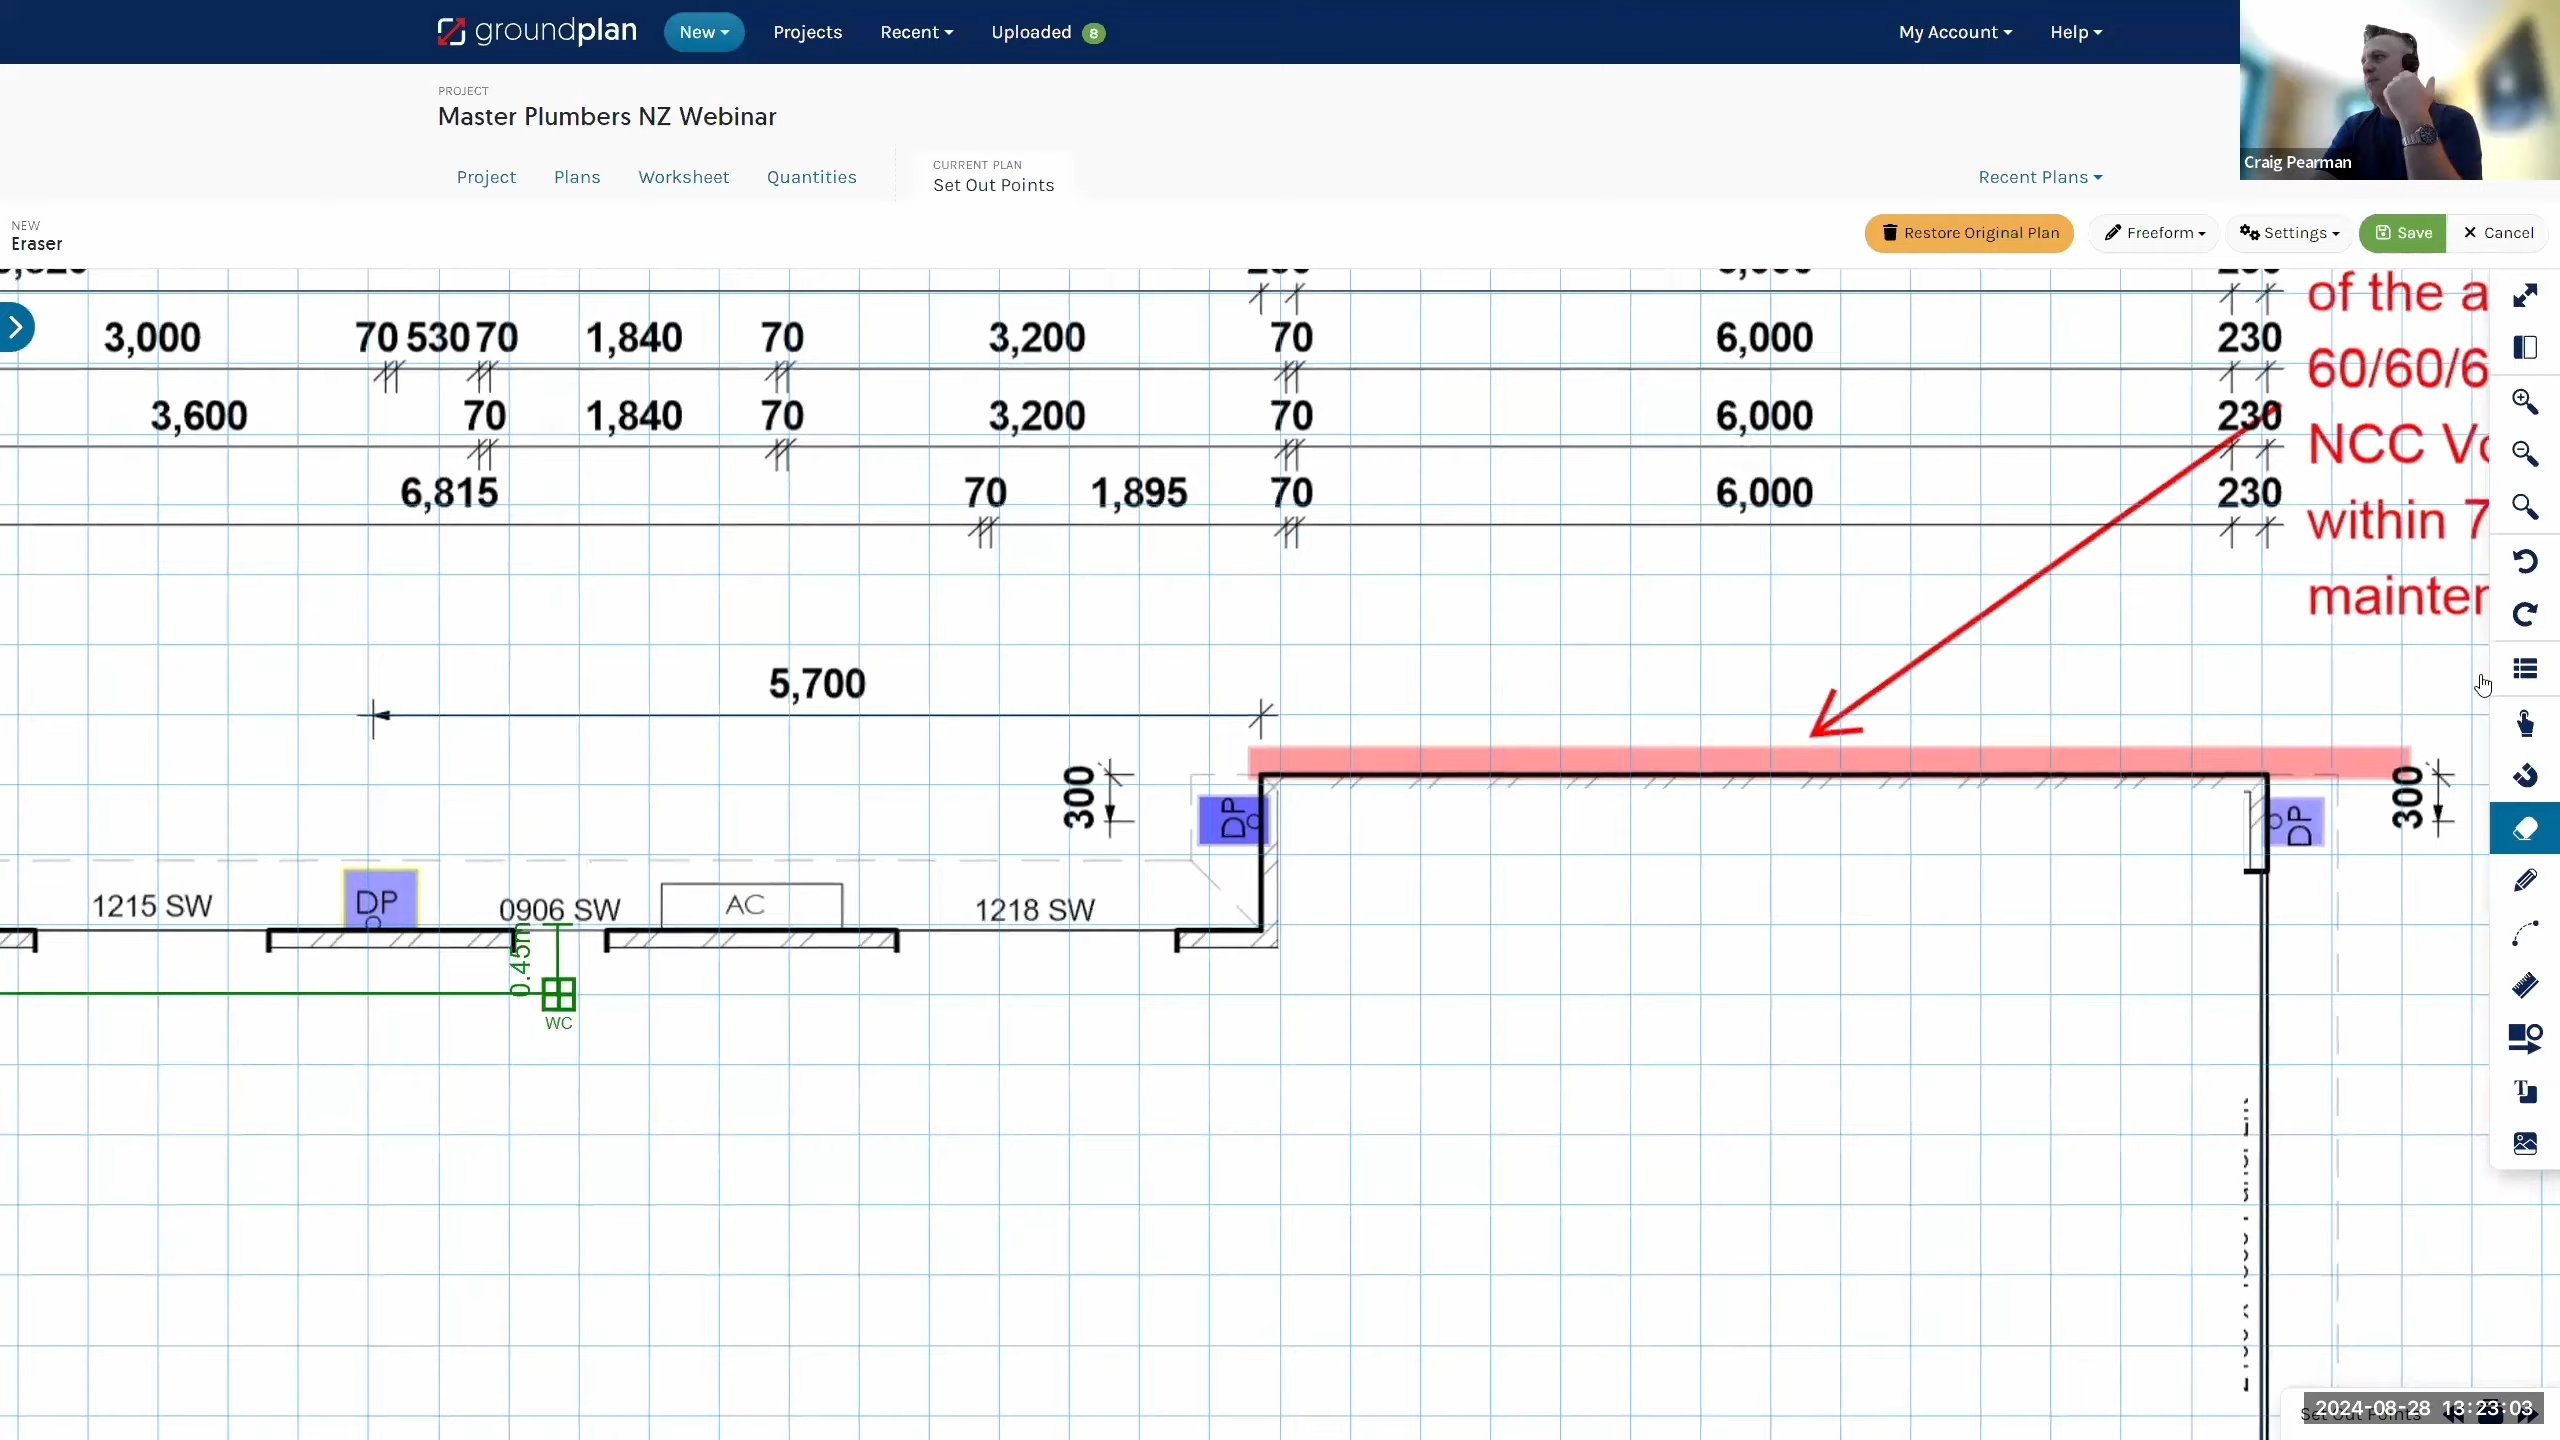 groundplan
New
Projects
Recent
Uploaded 8
My Account
Help
Craig Pearman
PROJECT
Master Plumbers NZ Webinar
Project
Plans
Worksheet
Quantities
CURRENT PLAN
Set Out Points
Recent Plans
NEW
Eraser
Restore Original Plan
Freeform
Settings
Save
Cancel
3,000 70 530 70 1,840 70 3,200 70 6,000 230
3,600 70 1,840 70 3,200 70 6,000 230
6,815 70 1,895 70 6,000 230
of the a
60/60/6
NCC Vo
within 7
mainter
5,700
300
300
DP
DP
1215 SW
DP
0906 SW
AC
1218 SW
0.45m
WC
2024-08-28 13:23:03